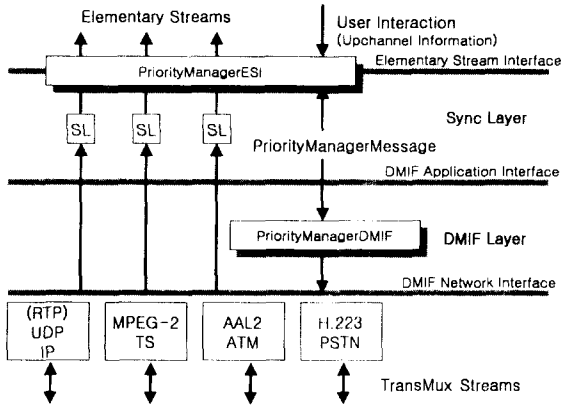 Elementary Streams
User Interaction
(Upchannel Information)
Elementary Stream Interface
PriorityManagerESI
SL SL SL
Sync Layer
PriorityManagerMessage
DMIF Application Interface
PriorityManagerDMIF
DMIF Layer
DMIF Network Interface
(RTP)
UDP
IP
MPEG-2
TS
AAL2
ATM
H.223
PSTN
TransMux Streams